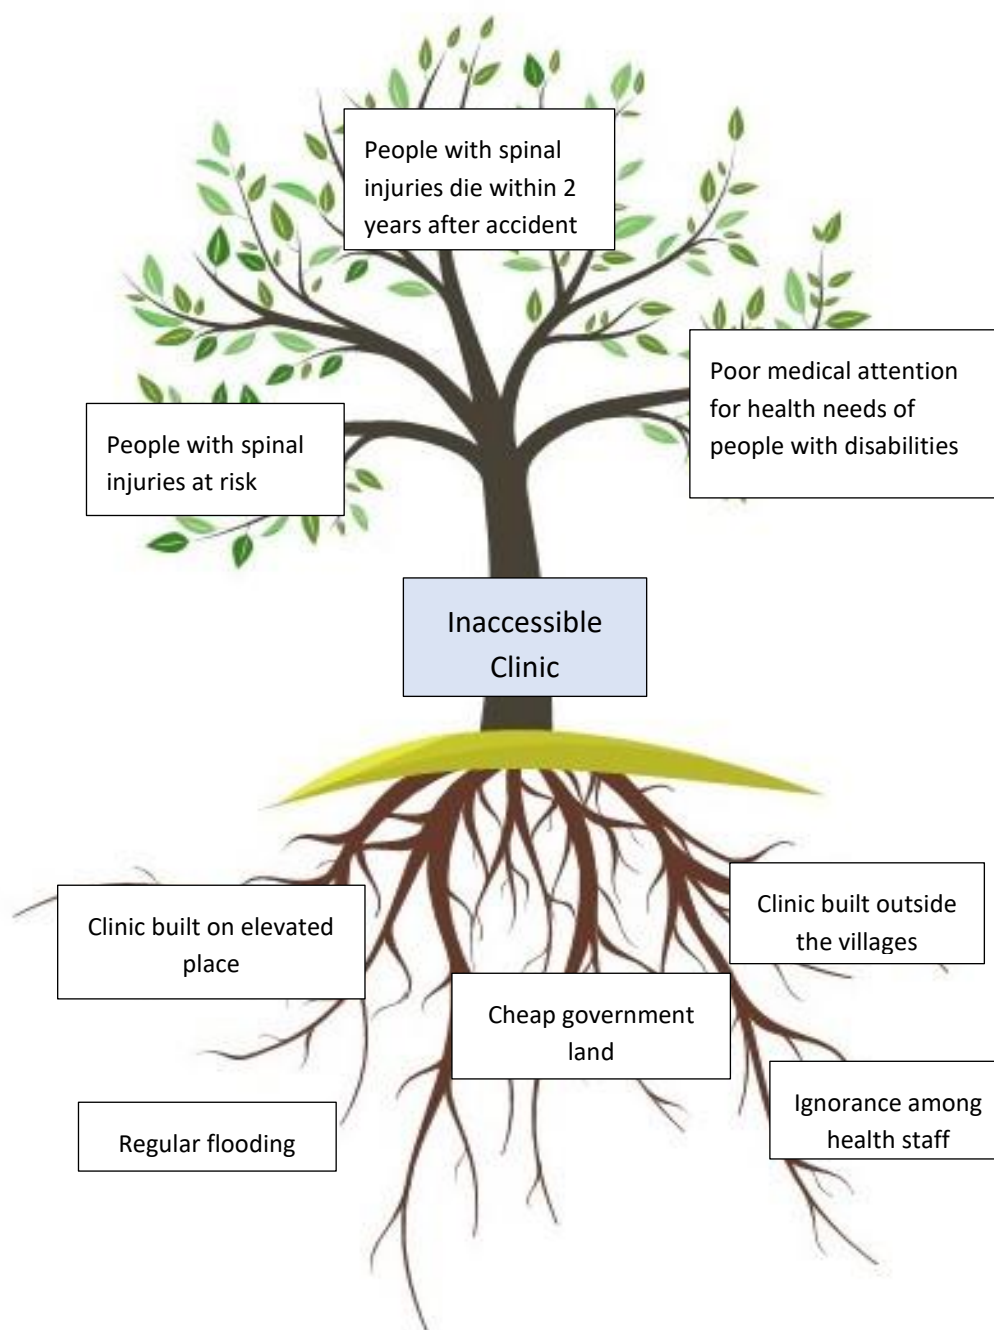 People with spinal
injuries die within 2
years after accident
Poor medical attention
for health needs of
people with disabilities
People with spinal
injuries at risk
Inaccessible
Clinic
Clinic built on elevated
place
Clinic built outside
the villages
Cheap government
land
Regular flooding
Ignorance among
health staff